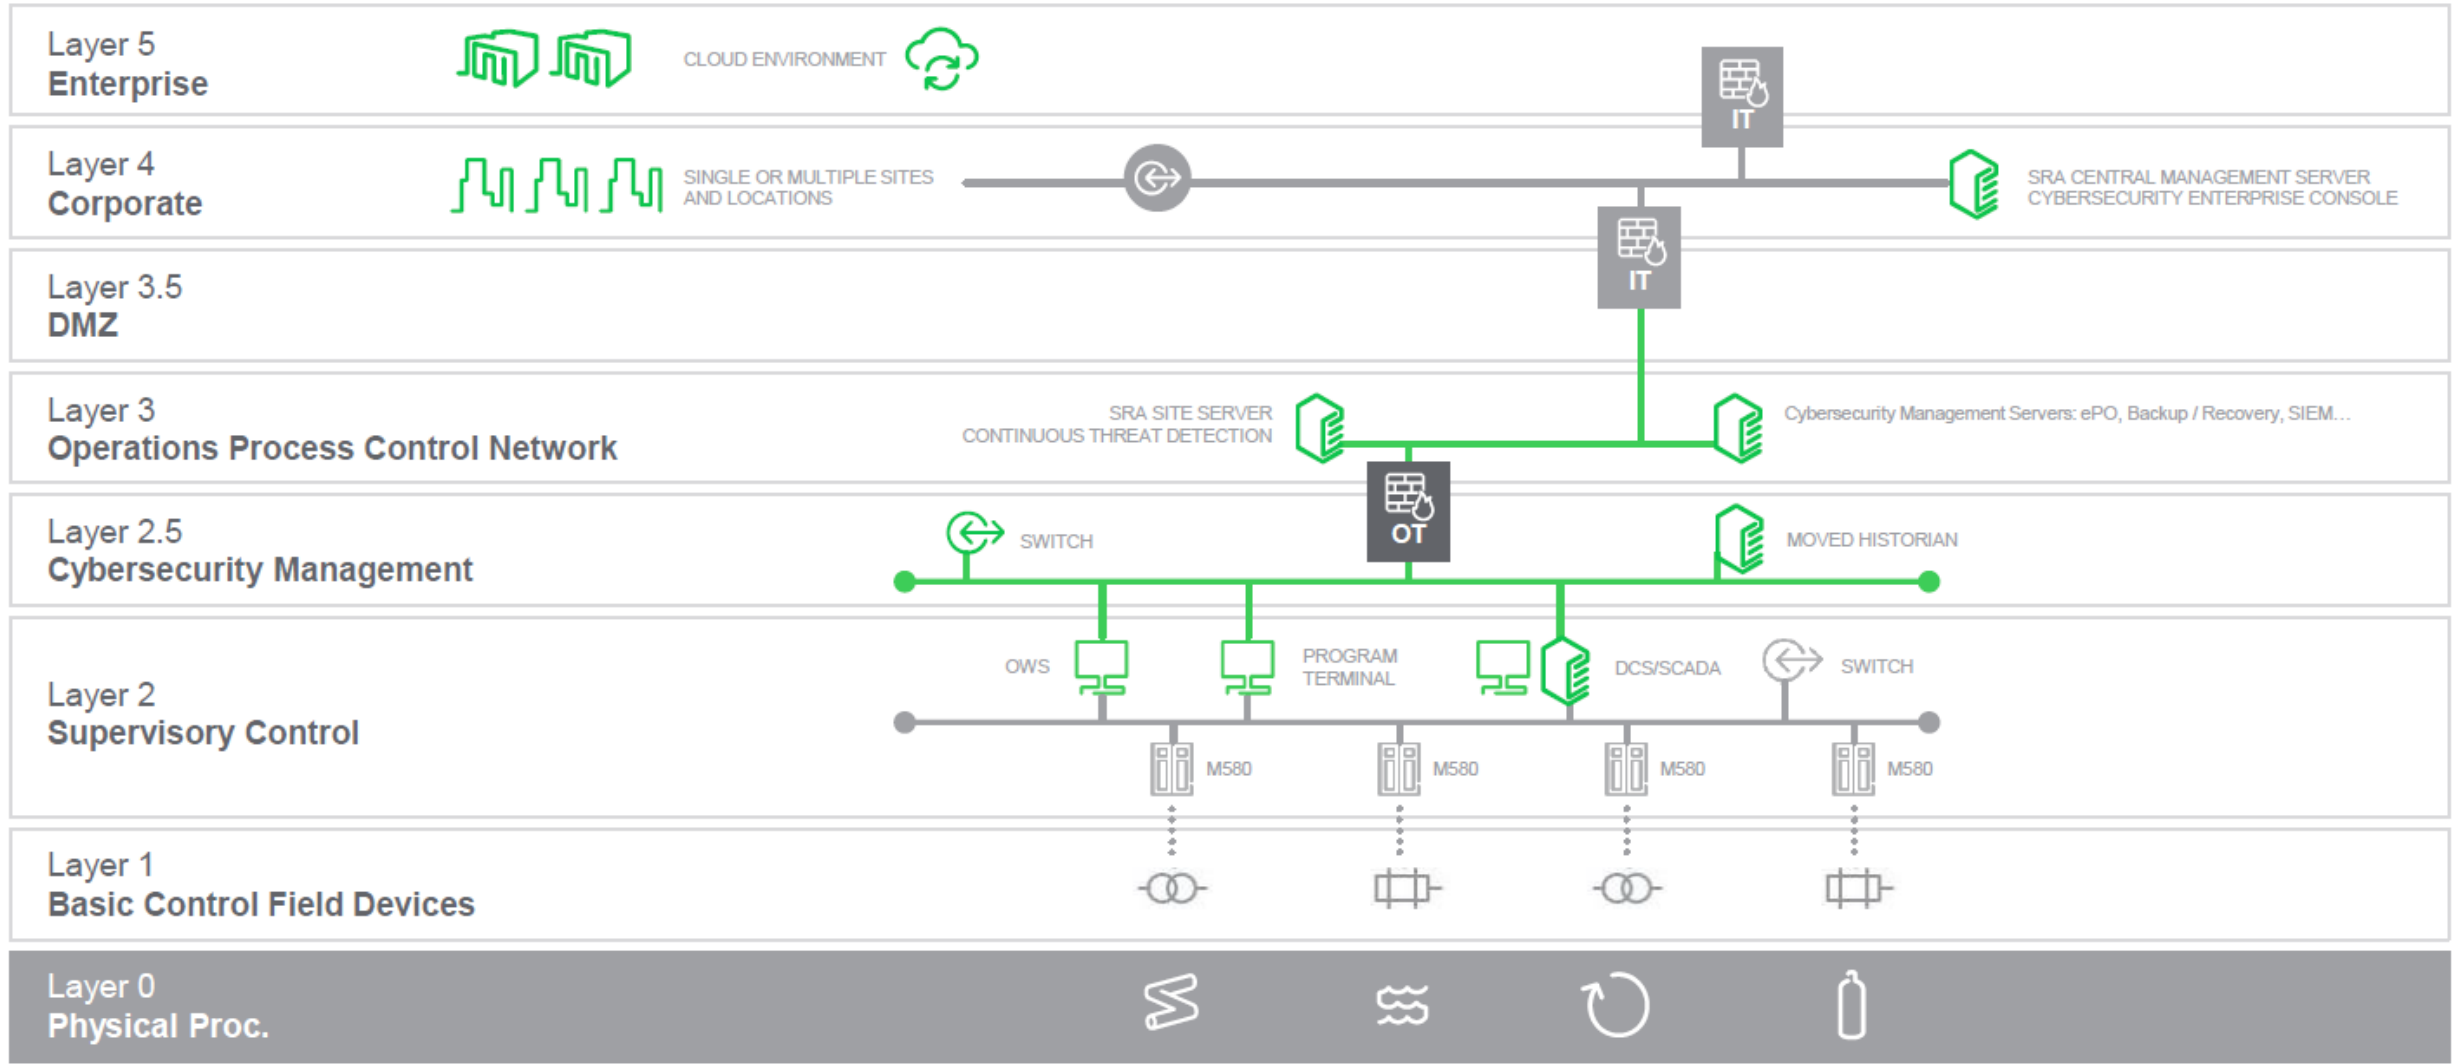 Layer 5
Enterprise
CLOUD ENVIRONMENT
IT
Layer 4
Corporate
SINGLE OR MULTIPLE SITES
AND LOCATIONS
SRA CENTRAL MANAGEMENT SERVER
CYBERSECURITY ENTERPRISE CONSOLE
IT
Layer 3.5
DMZ
Layer 3
Operations Process Control Network
SRA SITE SERVER
CONTINUOUS THREAT DETECTION
Cybersecurity Management Servers: ePO, Backup / Recovery, SIEM...
OT
Layer 2.5
Cybersecurity Management
SWITCH
MOVED HISTORIAN
Layer 2
Supervisory Control
OWS
PROGRAM
TERMINAL
DCS/SCADA
SWITCH
M580
M580
M580
M580
Layer 1
Basic Control Field Devices
Layer 0
Physical Proc.